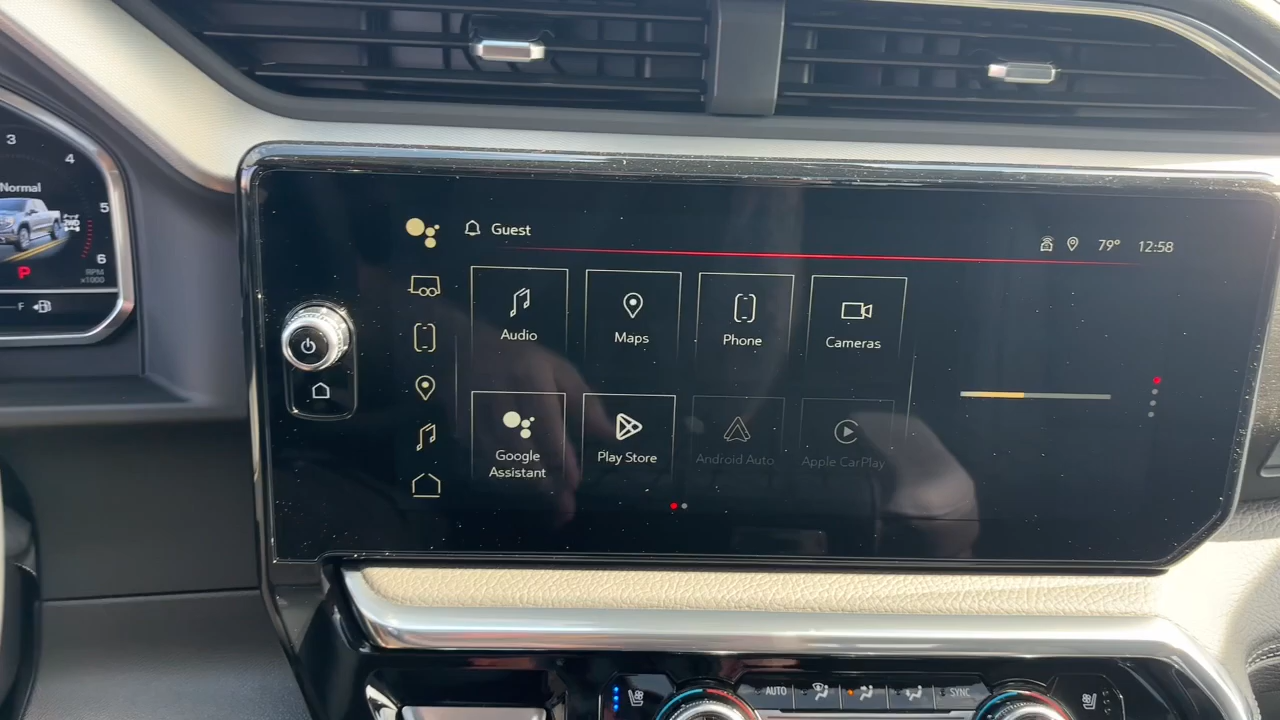 3
4
Normal
5
4WD
6
P
RPM
x1000
F
Guest
79° 12:58
Audio
Maps
Phone
Cameras
Google
Assistant
Play Store
Android Auto
Apple CarPlay
AUTO
SYNC